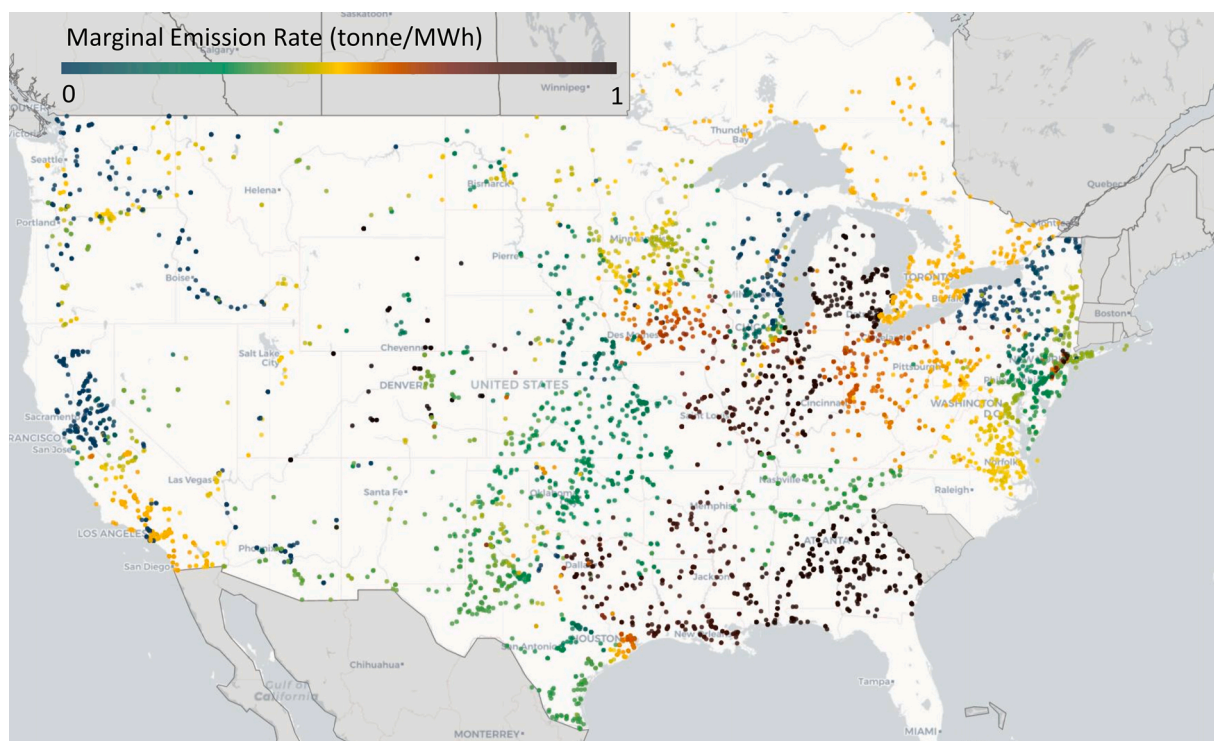 Saskatoon
Marginal Emission Rate (tonne/MWh)
Calgary
0
1
Winnipeg
Thunder Bay
Seattle
Helena
Bismarck
Quebec
Portland
Pierre
TORONTO
Boise
Boston
Des Moines
Salt Lake City
Cheyenne
Pittsburgh
DENVER
UNITED STATES
WASHINGTON D.C.
Sacramento
San Jose
Norfolk
Las Vegas
Nashville
Santa Fe
Raleigh
Memphis
LOS ANGELES
ATLANTA
Phoenix
San Diego
Dallas
Jackson
HOUSTON
New Orleans
San Antonio
Chihuahua
Tampa
Gulf of California
MONTERREY
MIAMI